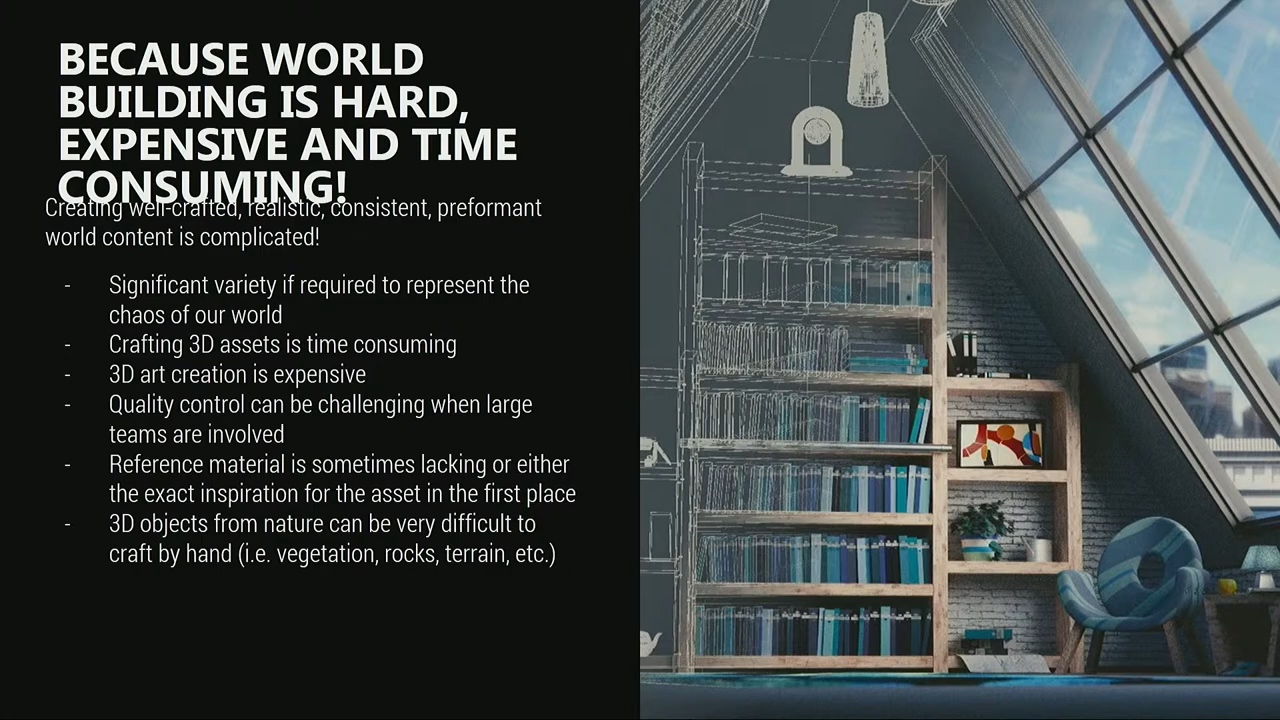 BECAUSE WORLD
BUILDING IS HARD,
EXPENSIVE AND TIME
CONSUMING!
Creating well-crafted, realistic, consistent, preformant
world content is complicated!
- Significant variety if required to represent the
chaos of our world
- Crafting 3D assets is time consuming
- 3D art creation is expensive
- Quality control can be challenging when large
teams are involved
- Reference material is sometimes lacking or either
the exact inspiration for the asset in the first place
- 3D objects from nature can be very difficult to
craft by hand (i.e. vegetation, rocks, terrain, etc.)